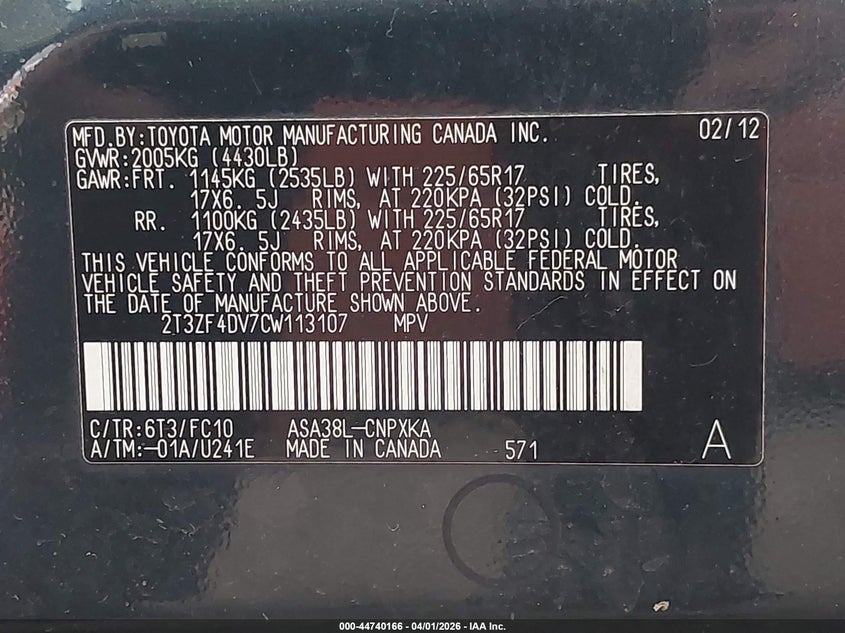 MFD.BY:TOYOTA MOTOR MANUFACTURING CANADA INC. 02/12
GVWR:2005KG (4430LB)
GAWR:FRT. 1145KG (2535LB) WITH 225/65R17 TIRES,
17X6.5J RIMS, AT 220KPA (32PSI) COLD.
RR. 1100KG (2435LB) WITH 225/65R17 TIRES,
17X6.5J RIMS, AT 220KPA (32PSI) COLD.
THIS VEHICLE CONFORMS TO ALL APPLICABLE FEDERAL MOTOR
VEHICLE SAFETY AND THEFT PREVENTION STANDARDS IN EFFECT ON
THE DATE OF MANUFACTURE SHOWN ABOVE.
2T3ZF4DV7CW113107 MPV
C/TR:6T3/FC10 ASA38L-CNPXKA
A/TM:-01A/U241E MADE IN CANADA 571 A
000-44740166 - 04/01/2026 - IAA Inc.